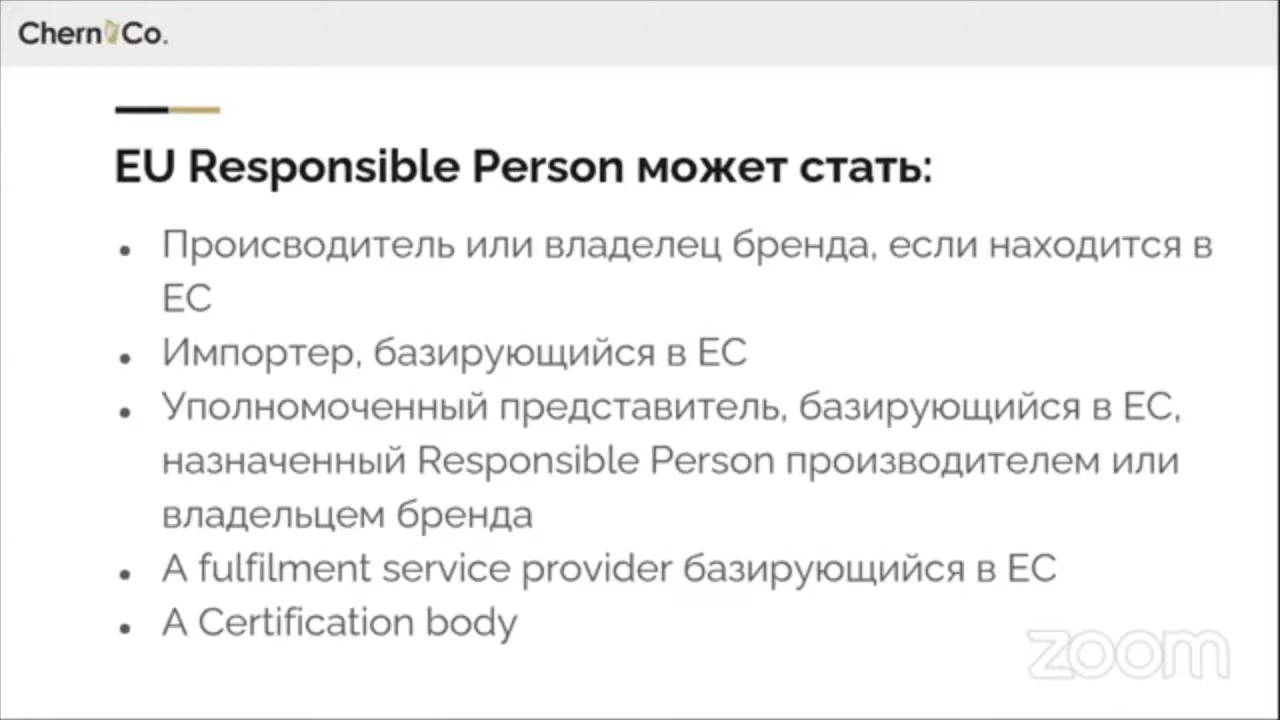 Chern Co.
EU Responsible Person может стать:
• Происводитель или владелец бренда, если находится в
ЕС
• Импортер, базирующийся в ЕС
• Уполномоченный представитель, базирующийся в ЕС,
назначенный Responsible Person производителем или
владельцем бренда
• A fulfilment service provider базирующийся в ЕС
• A Certification body
zoom